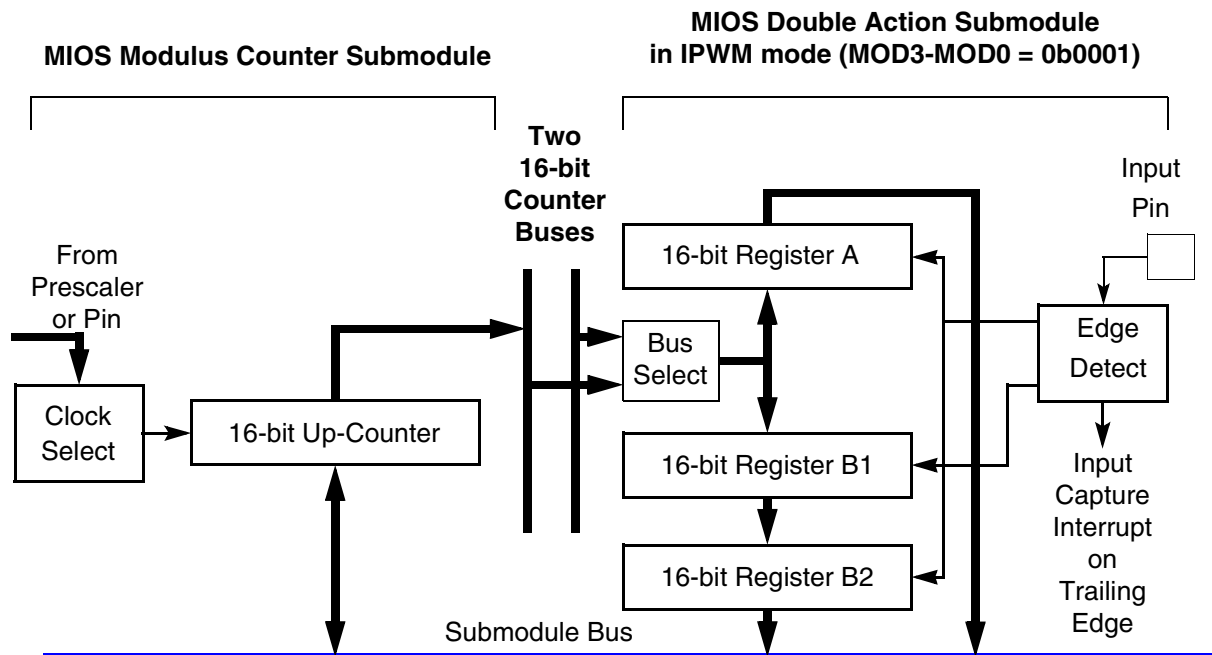 MIOS Modulus Counter Submodule
MIOS Double Action Submodule
in IPWM mode (MOD3-MOD0 = 0b0001)
Two
16-bit
Counter
Buses
Input
Pin
From
Prescaler
or Pin
16-bit Register A
Bus
Select
Edge
Detect
Clock
Select
16-bit Up-Counter
16-bit Register B1
16-bit Register B2
Input
Capture
Interrupt
on
Trailing
Edge
Submodule Bus